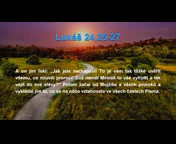 Lukáš 24,25-27
A on jim řekl: „Jak jste nechápaví! To je vám tak těžké uvěřit
všemu, co mluvili proroci! Což neměl Mesiáš to vše vytrpět a tak
vejít do své slávy?“ Potom začal od Mojžíše a všech proroků a
vykládal jim to, co se na něho vztahovalo ve všech částech Písma.